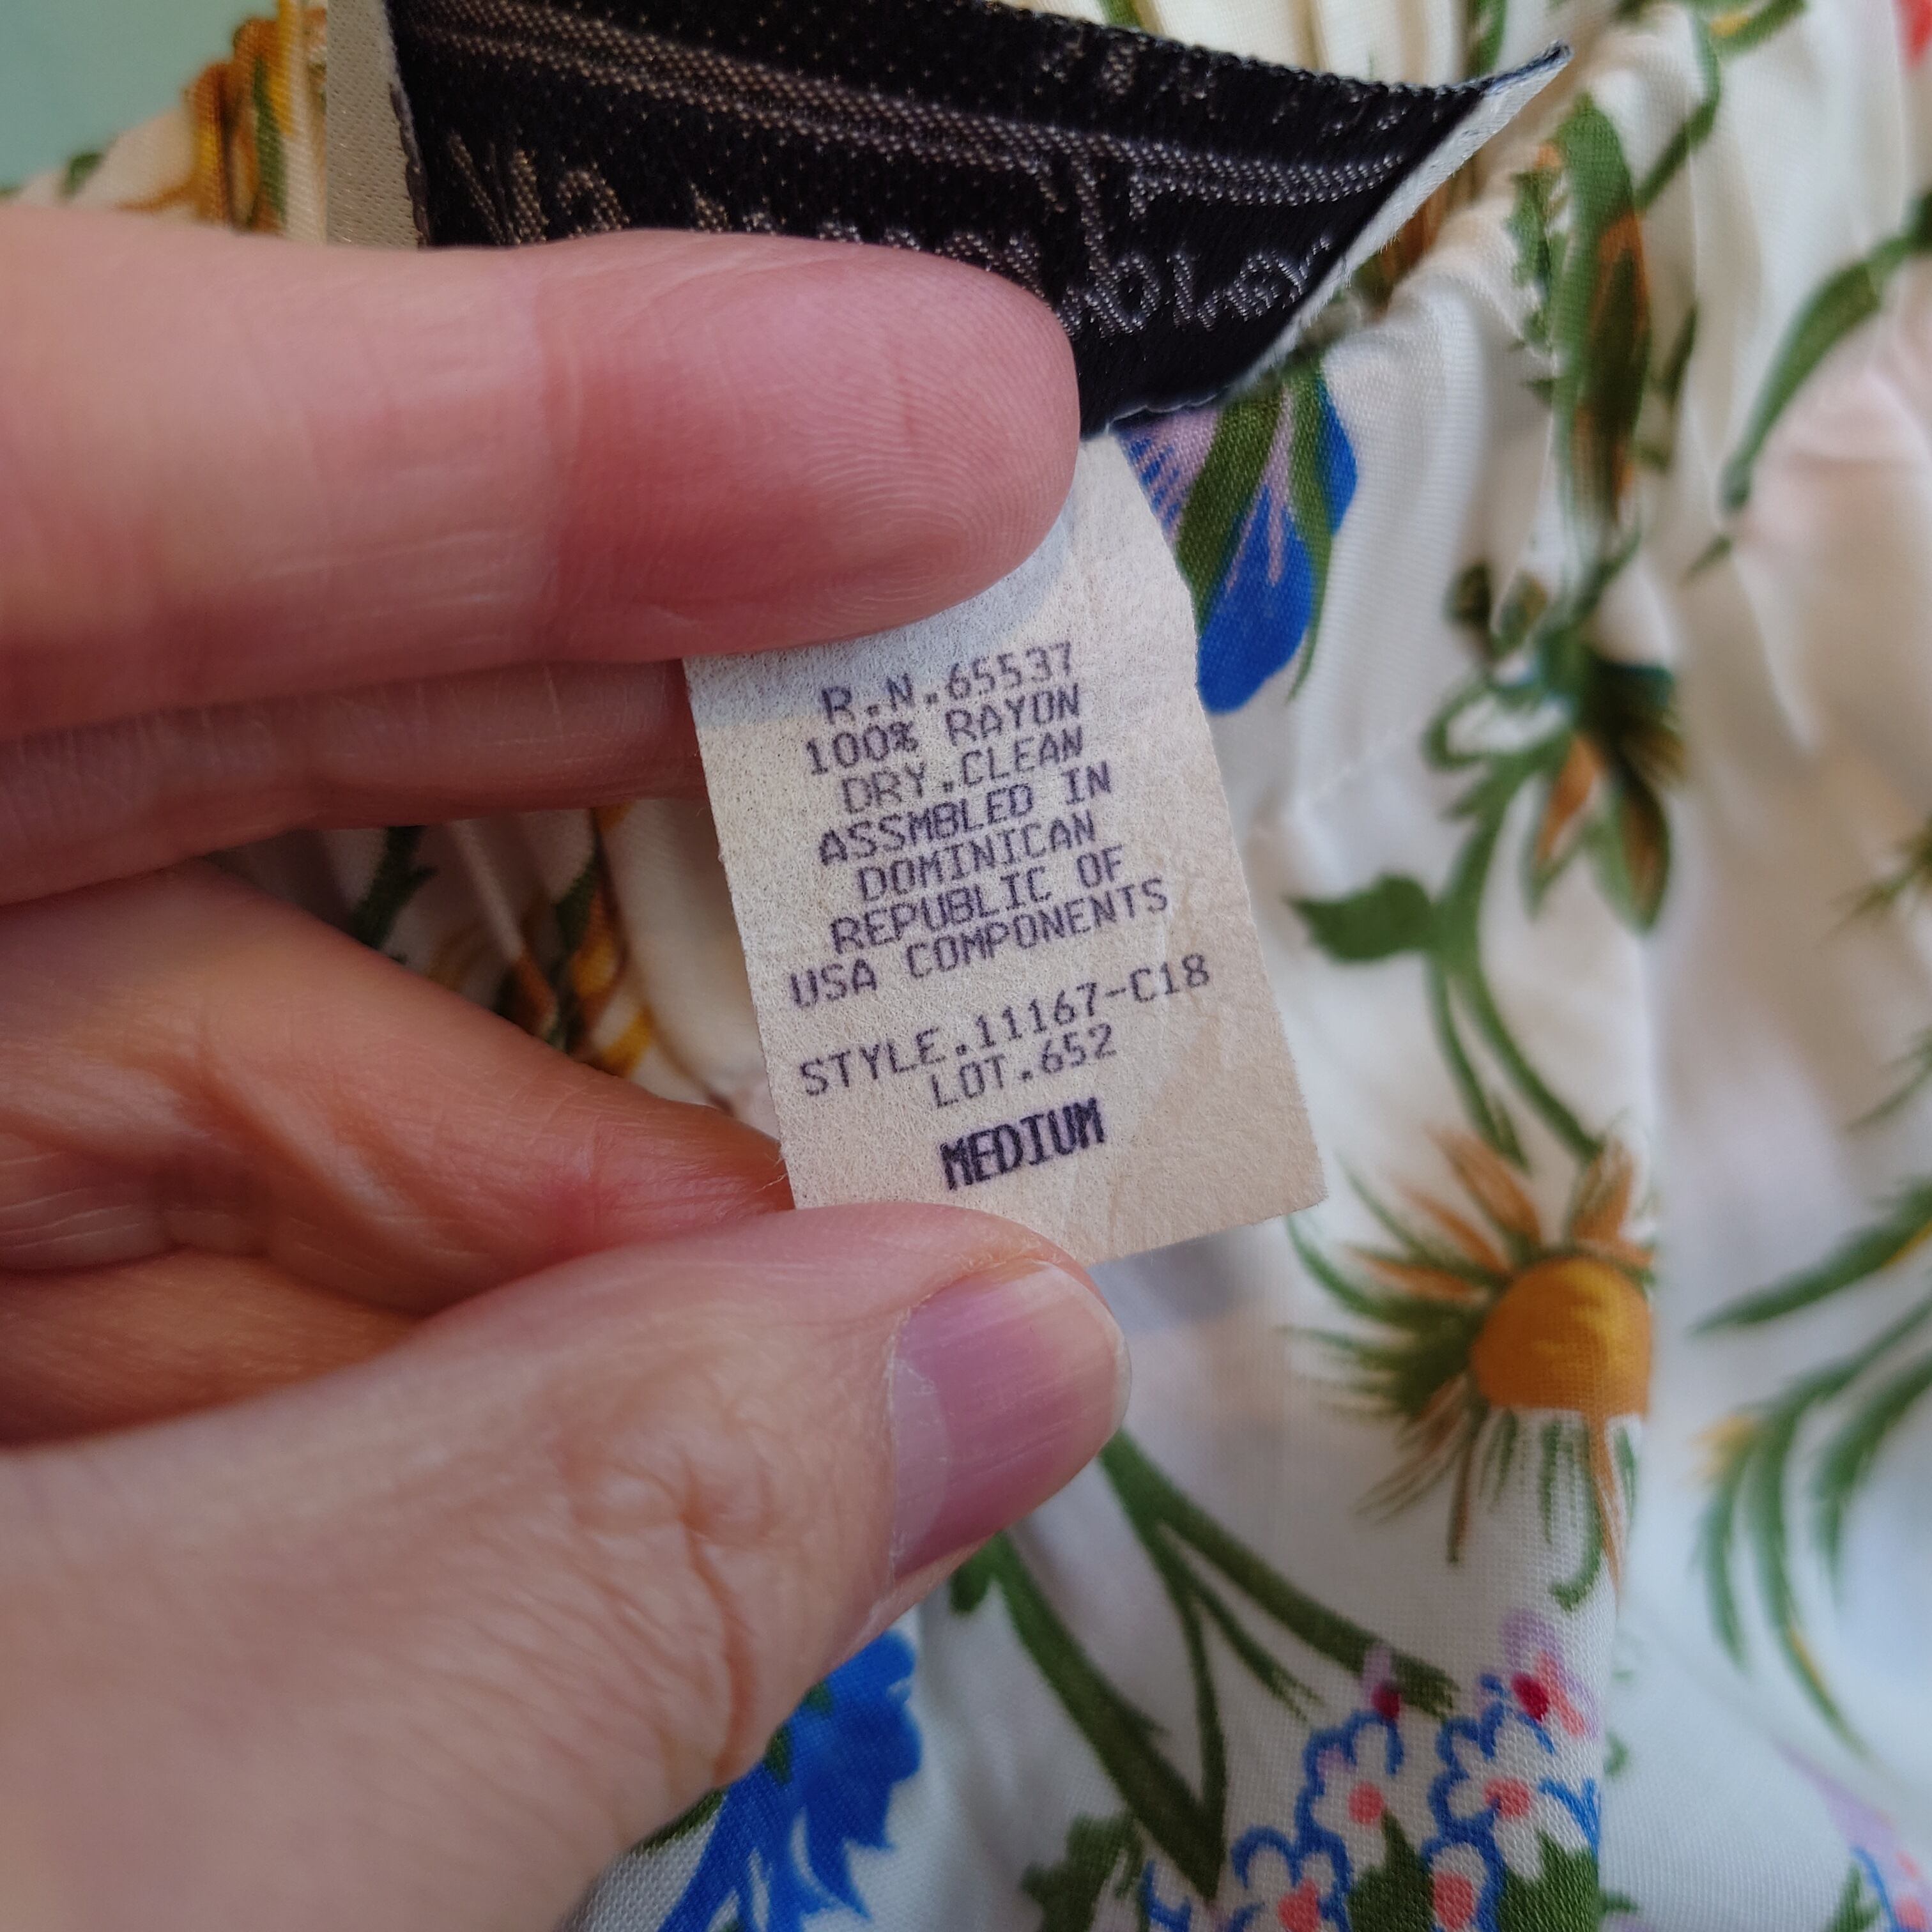 R.N.65537
100% RAYON
DRY.CLEAN
ASSMBLED IN
DOMINICAN
REPUBLIC OF
USA COMPONENTS
STYLE.11167-C18
LOT.652
MEDIUM